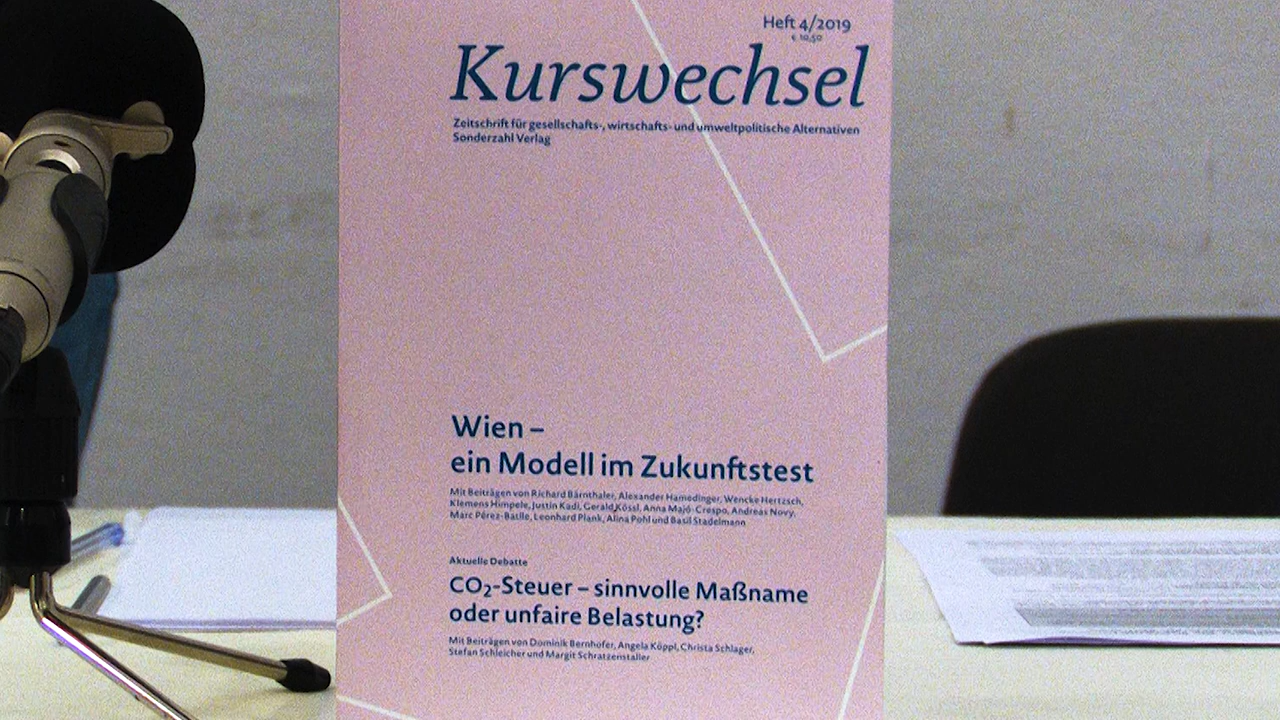 Heft 4/2019
€ 10,50
Kurswechsel
Zeitschrift für gesellschafts-, wirtschafts- und umweltpolitische Alternativen
Sonderzahl Verlag
Wien –
ein Modell im Zukunftstest
Mit Beiträgen von Richard Bärnthaler, Alexander Hamedinger, Wencke Hertzsch,
Klemens Himpele, Justin Kadi, Gerald Kössl, Anna Majó-Crespo, Andreas Novy,
Marc Pérez-Batlle, Leonhard Plank, Alina Pohl und Basil Stadelmann
Aktuelle Debatte
CO₂-Steuer – sinnvolle Maßname
oder unfaire Belastung?
Mit Beiträgen von Dominik Bernhofer, Angela Köppl, Christa Schlager,
Stefan Schleicher und Margit Schratzenstaller